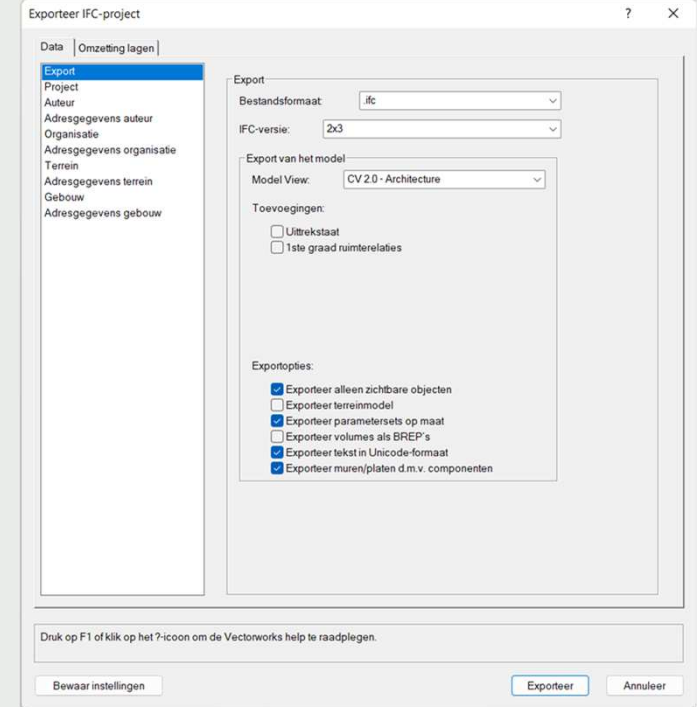 Exporteer IFC-project
Data Omzetting lagen
Export
Project
Auteur
Adresgegevens auteur
Organisatie
Adresgegevens organisatie
Terrein
Adresgegevens terrein
Gebouw
Adresgegevens gebouw
Export
Bestandsformaat: .ifc
IFC-versie: 2x3
Export van het model
Model View: CV 2.0 - Architecture
Toevoegingen:
Uittrekstaat
1ste graad ruimterelaties
Exportopties:
Exporteer alleen zichtbare objecten
Exporteer terreinmodel
Exporteer parametersets op maat
Exporteer volumes als BREP's
Exporteer tekst in Unicode-formaat
Exporteer muren/platen d.m.v. componenten
Druk op F1 of klik op het ?-icoon om de Vectorworks help te raadplegen.
Bewaar instellingen Exporteer Annuleer